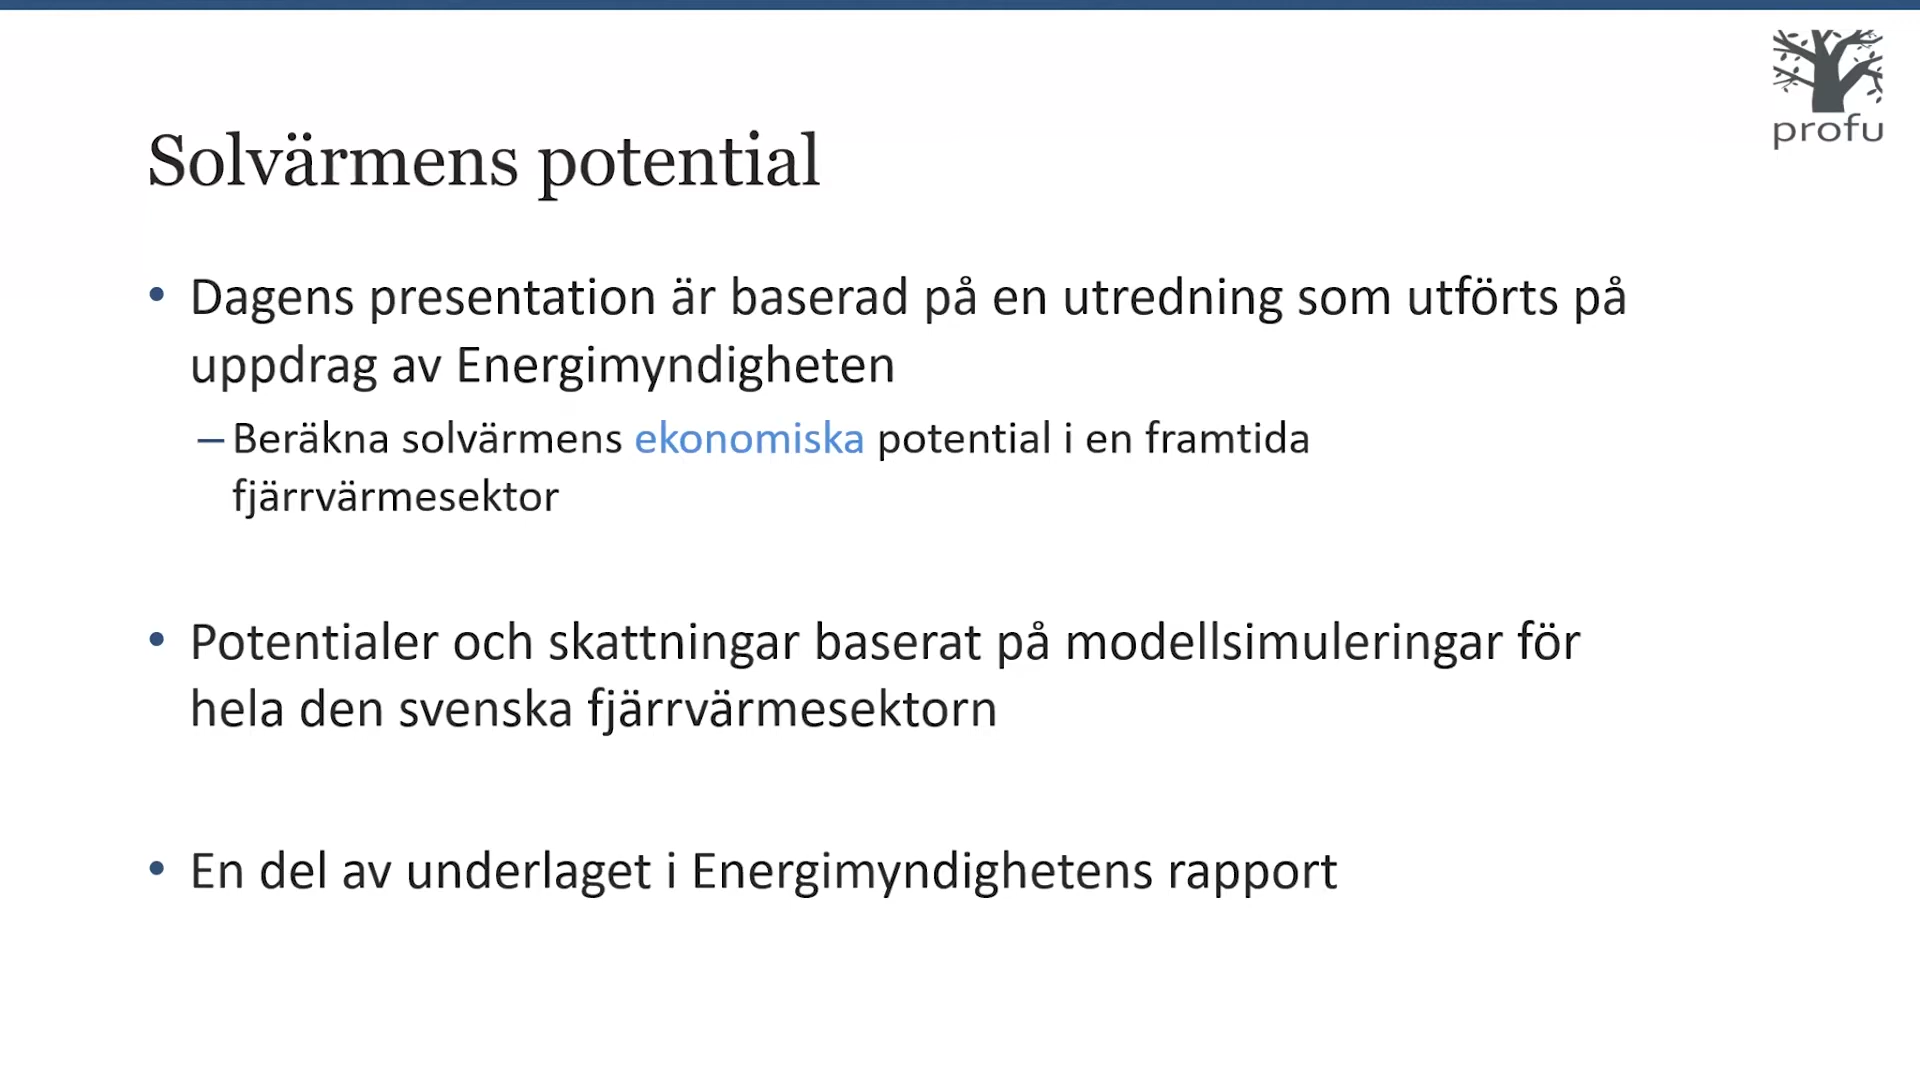 profu
Solvärmens potential
• Dagens presentation är baserad på en utredning som utförts på
uppdrag av Energimyndigheten
– Beräkna solvärmens ekonomiska potential i en framtida
fjärrvärmesektor
• Potentialer och skattningar baserat på modellsimuleringar för
hela den svenska fjärrvärmesektorn
• En del av underlaget i Energimyndighetens rapport